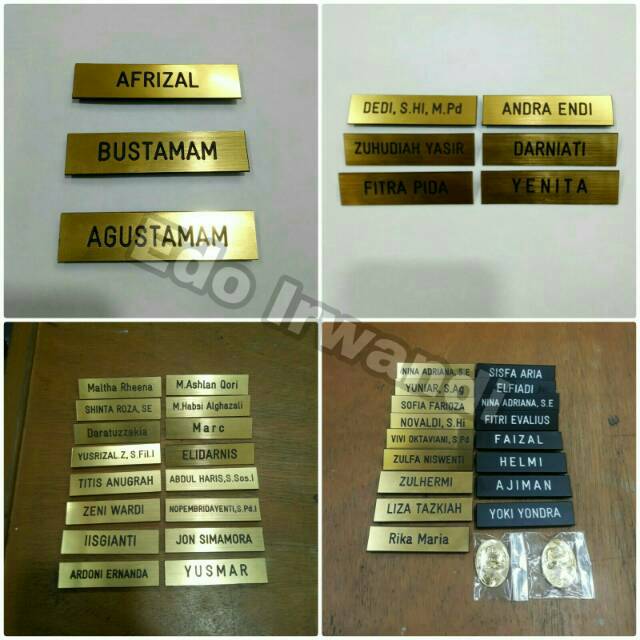 AFRIZAL
BUSTAMAM
AGUSTAMAM
DEDI, S.HI, M.Pd
ANDRA ENDI
ZUHUDIAH YASIR
DARNIATI
FITRA PIDA
YENITA
Maitha Rheena
M.Ashlan Qori
SHINTA ROZA, SE
M.Habsi Alghazali
Daratuzzakia
Marc
YUSRIZAL.Z, S.Fil.I
ELIDARNIS
TITIS ANUGRAH
ABDUL HARIS,S.Sos.I
ZENI WARDI
NOPEMBRIDAYENTI,S.Pd.I
IISGIANTI
JON SIMAMORA
ARDONI ERNANDA
YUSMAR
NINA ADRIANA, S.E
SISFA ARIA
YUNIAR, S.Ag
ELFIADI
SOFIA FARIOZA
NINA ADRIANA, S.E
NOVALDI, S.Hi
FITRI EVALIUS
VIVI OKTAVIANI, S.Pd
FAIZAL
ZULFA NISWENTI
HELMI
ZULHERMI
AJIMAN
LIZA TAZKIAH
YOKI YONDRA
Rika Maria
Edo Irwandi